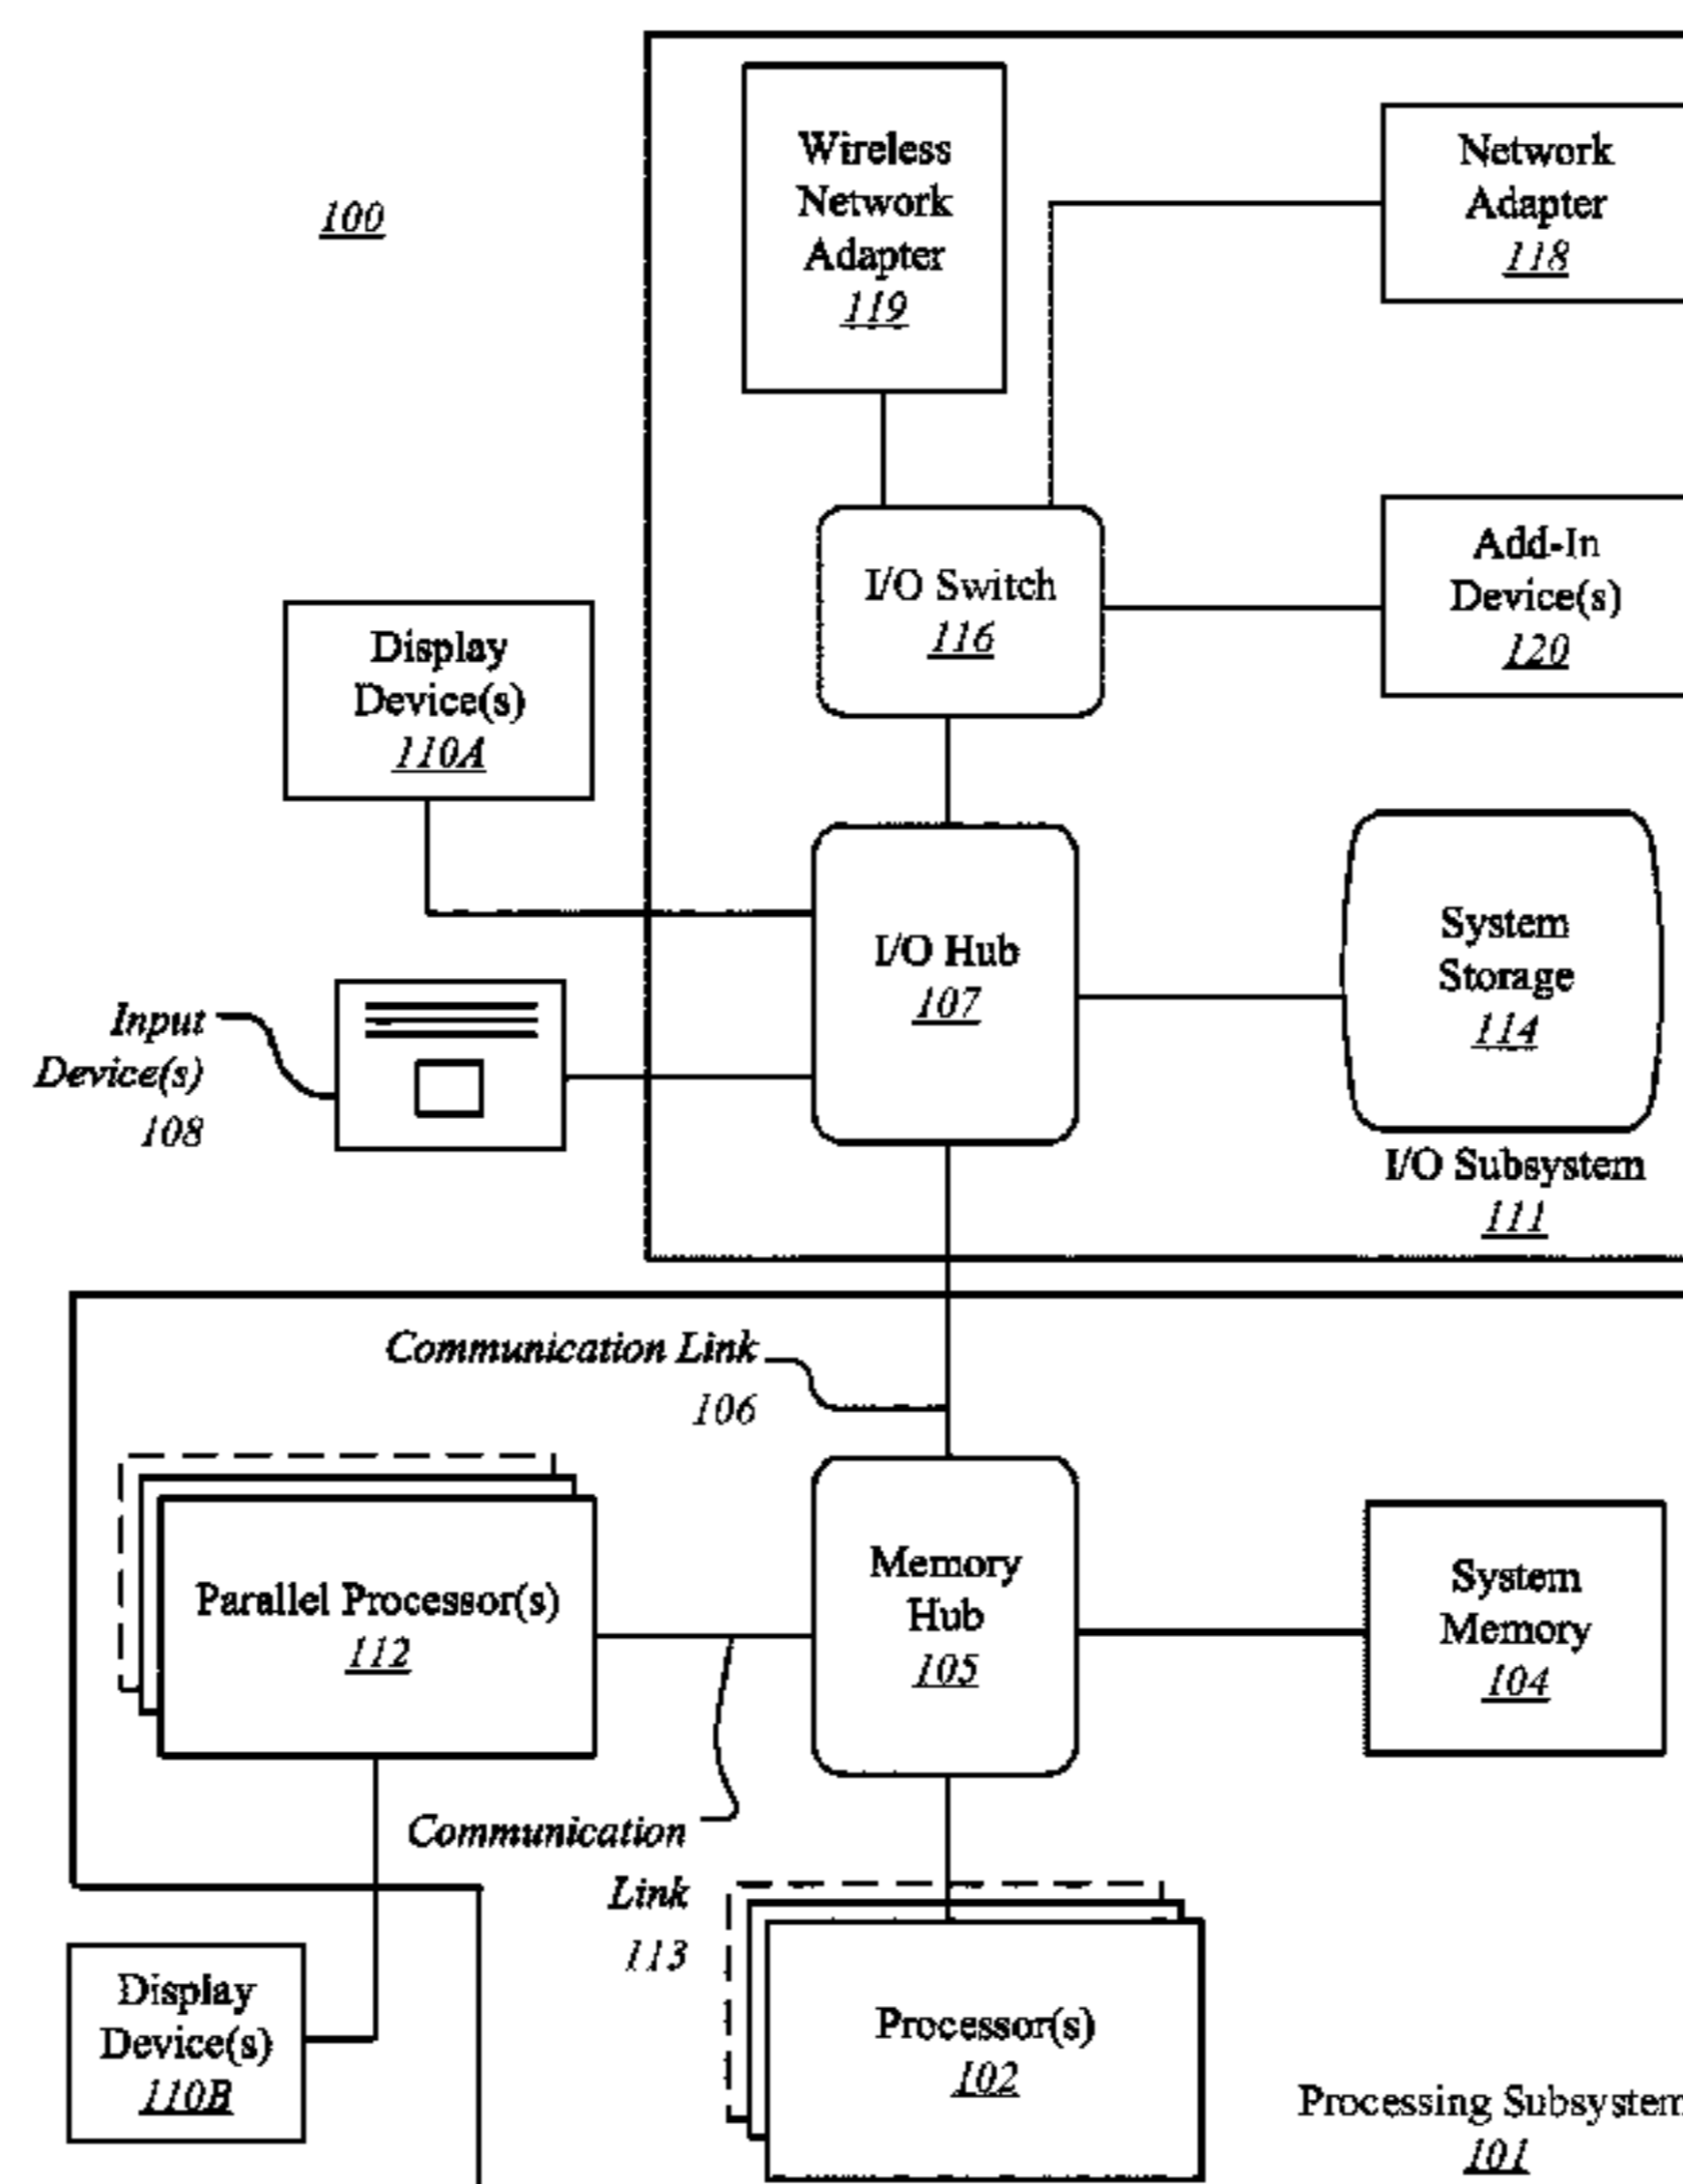 100
Wireless
Network
Adapter
119
Network
Adapter
118
I/O Switch
116
Add-In
Device(s)
120
Display
Device(s)
110A
I/O Hub
107
System
Storage
114
Input
Device(s)
108
I/O Subsystem
111
Communication Link
106
Parallel Processor(s)
112
Memory
Hub
105
System
Memory
104
Communication
Link
113
Display
Device(s)
110B
Processor(s)
102
Processing Subsystem
101